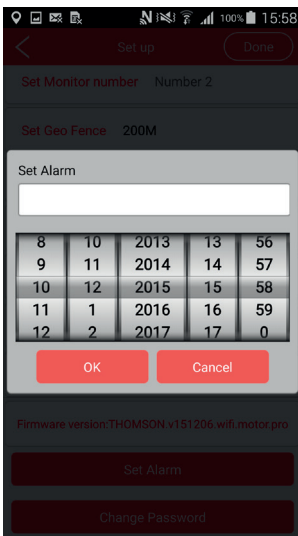 100% 15:58
Set up Done
Set Monitor number Number 2
Set Geo Fence 200M
Set Alarm
8 10 2013 13 56
9 11 2014 14 57
10 12 2015 15 58
11 1 2016 16 59
12 2 2017 17 0
OK Cancel
Firmware version:THOMSON.v151206.wifi.motor.pro
Set Alarm
Change Password